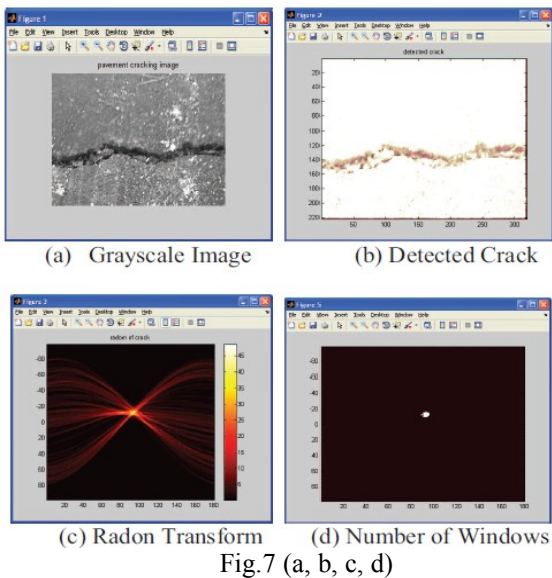 Figure 1
File Edit View Insert Tools Desktop Window Help
pavement cracking image
(a) Grayscale Image
Figure 2
File Edit View Insert Tools Desktop Window Help
detected crack
20
40
60
80
100
120
140
160
180
200
220
50 100 150 200 250 300
(b) Detected Crack
Figure 3
File Edit View Insert Tools Desktop Window Help
radom of crack
-80
-60
-40
-20
0
20
40
60
80
20 40 60 80 100 120 140 160 180
45
40
35
30
25
20
15
10
5
(c) Radon Transform
Figure 5
File Edit View Insert Tools Desktop Window Help
-80
-60
-40
-20
0
20
40
60
80
20 40 60 80 100 120 140 160 180
(d) Number of Windows
Fig.7 (a, b, c, d)